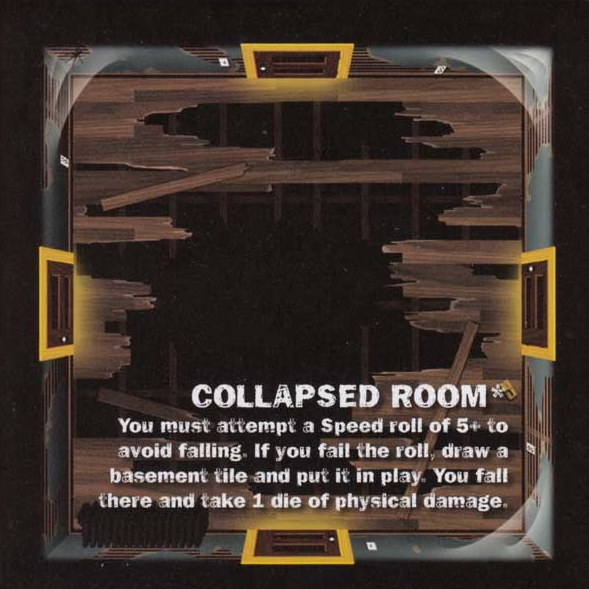 COLLAPSED ROOM*
You must attempt a Speed roll of 5+ to
avoid falling. If you fail the roll, draw a
basement tile and put it in play. You fall
there and take 1 die of physical damage.